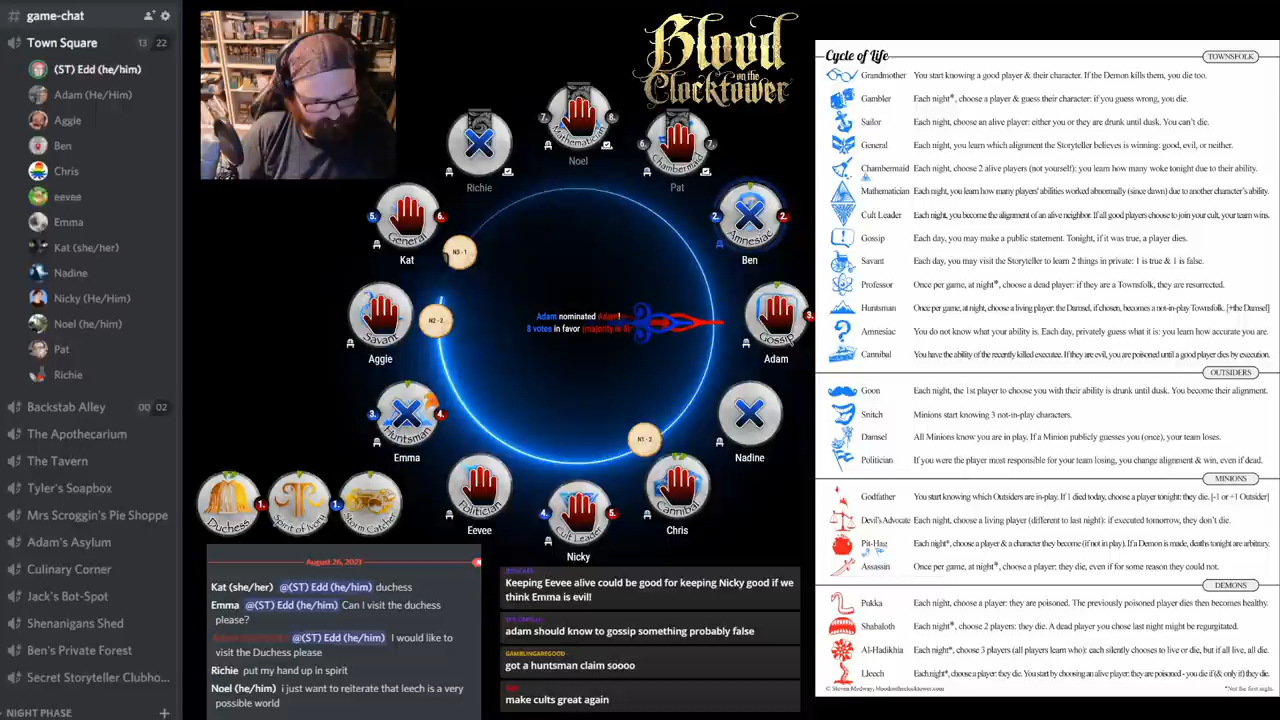 # game-chat
Town Square 13 22
(ST) Edd (he/him)
Adam (He/Him)
Aggie
Ben
Chris
eevee
Emma
Kat (she/her)
Nadine
Nicky (He/Him)
Noel (he/him)
Pat
Richie
Backstab Alley 00 02
The Apothecarium
The Tavern
Tyler's Soapbox
Mrs Scroggin's Pie Shoppe
Adam's Asylum
Culinary Corner
Jack's Bot-Spot
Shenanigans Shed
Ben's Private Forest
Secret Storyteller Clubho...
NIGHT PHASE
Blood
on the
Clocktower
7. Mathematician 8.
Noel
Richie
6. Chambermaid 7.
Pat
5. General 6.
Kat
N3 - 1
2. Amnesiac 2.
Ben
Savant
Aggie
N2 - 2
Adam nominated Adam!
8 votes in favor (majority is 5)
Gossip 3.
Adam
3. Huntsman 4.
Emma
N1 - 2
Nadine
Politician
Eevee
4. Cult Leader 5.
Nicky
Cannibal
Chris
Duchess 1.
Spirit of Ivory 1.
Storm Catcher
August 26, 2023
Kat (she/her) @(ST) Edd (he/him) duchess
Emma @(ST) Edd (he/him) Can I visit the duchess
please?
@(ST) Edd (he/him) I would like to
visit the Duchess please
Richie put my hand up in spirit
Noel (he/him) i just want to reiterate that leech is a very
possible world
Keeping Eevee alive could be good for keeping Nicky good if we
think Emma is evil!
adam should know to gossip something probably false
GAMBLINGAREGOOD
got a huntsman claim soooo
make cults great again
Cycle of Life
TOWNSFOLK
Grandmother You start knowing a good player & their character. If the Demon kills them, you die too.
Gambler Each night*, choose a player & guess their character: if you guess wrong, you die.
Sailor Each night, choose an alive player: either you or they are drunk until dusk. You can't die.
General Each night, you learn which alignment the Storyteller believes is winning: good, evil, or neither.
Chambermaid Each night, choose 2 alive players (not yourself): you learn how many woke tonight due to their ability.
Mathematician Each night, you learn how many players' abilities worked abnormally (since dawn) due to another character's ability.
Cult Leader Each night, you become the alignment of an alive neighbor. If all good players choose to join your cult, your team wins.
Gossip Each day, you may make a public statement. Tonight, if it was true, a player dies.
Savant Each day, you may visit the Storyteller to learn 2 things in private: 1 is true & 1 is false.
Professor Once per game, at night*, choose a dead player: if they are a Townsfolk, they are resurrected.
Huntsman Once per game, at night, choose a living player: the Damsel, if chosen, becomes a not-in-play Townsfolk. [+the Damsel]
Amnesiac You do not know what your ability is. Each day, privately guess what it is: you learn how accurate you are.
Cannibal You have the ability of the recently killed executee. If they are evil, you are poisoned until a good player dies by execution.
OUTSIDERS
Goon Each night, the 1st player to choose you with their ability is drunk until dusk. You become their alignment.
Snitch Minions start knowing 3 not-in-play characters.
Damsel All Minions know you are in play. If a Minion publicly guesses you (once), your team loses.
Politician If you were the player most responsible for your team losing, you change alignment & win, even if dead.
MINIONS
Godfather You start knowing which Outsiders are in-play. If 1 died today, choose a player tonight: they die. [-1 or +1 Outsider]
Devil's Advocate Each night, choose a living player (different to last night): if executed tomorrow, they don't die.
Pit-Hag Each night*, choose a player & a character they become (if not in play). If a Demon is made, deaths tonight are arbitrary.
Assassin Once per game, at night*, choose a player: they die, even if for some reason they could not.
DEMONS
Pukka Each night, choose a player: they are poisoned. The previously poisoned player dies then becomes healthy.
Shabaloth Each night*, choose 2 players: they die. A dead player you chose last night might be regurgitated.
Al-Hadikhia Each night*, choose 3 players (all players learn who): each silently chooses to live or die, but if all live, all die.
Lleech Each night*, choose a player: they die. You start by choosing an alive player: they are poisoned - you die if (& only if) they die.
© Steven Medway, bloodontheclocktower.com
*Not the first night.